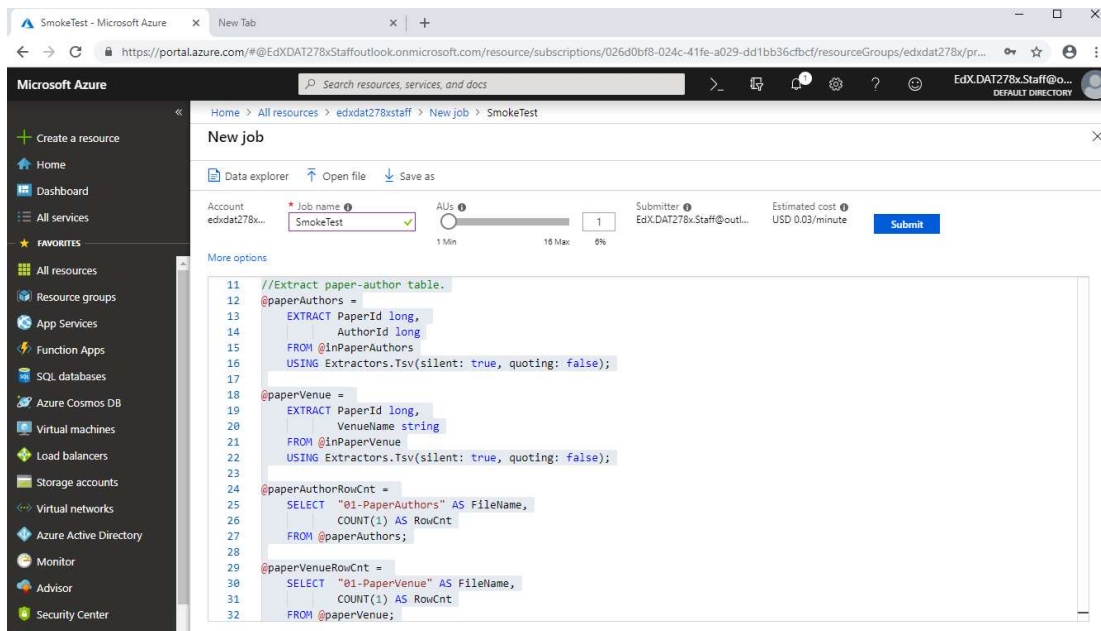 SmokeTest - Microsoft Azure
New Tab
https://portal.azure.com/#@EdXDAT278xStaffoutlook.onmicrosoft.com/resource/subscriptions/026d0bf8-024c-41fe-a029-dd1bb36cfbcf/resourceGroups/edxdat278x/pr...
Microsoft Azure
Search resources, services, and docs
1
EdX.DAT278x.Staff@o...
DEFAULT DIRECTORY
Create a resource
Home
Dashboard
All services
FAVORITES
All resources
Resource groups
App Services
Function Apps
SQL databases
Azure Cosmos DB
Virtual machines
Load balancers
Storage accounts
Virtual networks
Azure Active Directory
Monitor
Advisor
Security Center
Home > All resources > edxdat278xstaff > New job > SmokeTest
New job
Data explorer Open file Save as
Account
edxdat278x...
* Job name
SmokeTest
AUs
1
1 Min 16 Max 6%
Submitter
EdX.DAT278x.Staff@outl...
Estimated cost
USD 0.03/minute
Submit
More options
11 //Extract paper-author table.
12 @paperAuthors =
13 EXTRACT PaperId long,
14 AuthorId long
15 FROM @inPaperAuthors
16 USING Extractors.Tsv(silent: true, quoting: false);
17
18 @paperVenue =
19 EXTRACT PaperId long,
20 VenueName string
21 FROM @inPaperVenue
22 USING Extractors.Tsv(silent: true, quoting: false);
23
24 @paperAuthorRowCnt =
25 SELECT "01-PaperAuthors" AS FileName,
26 COUNT(1) AS RowCnt
27 FROM @paperAuthors;
28
29 @paperVenueRowCnt =
30 SELECT "01-PaperVenue" AS FileName,
31 COUNT(1) AS RowCnt
32 FROM @paperVenue;